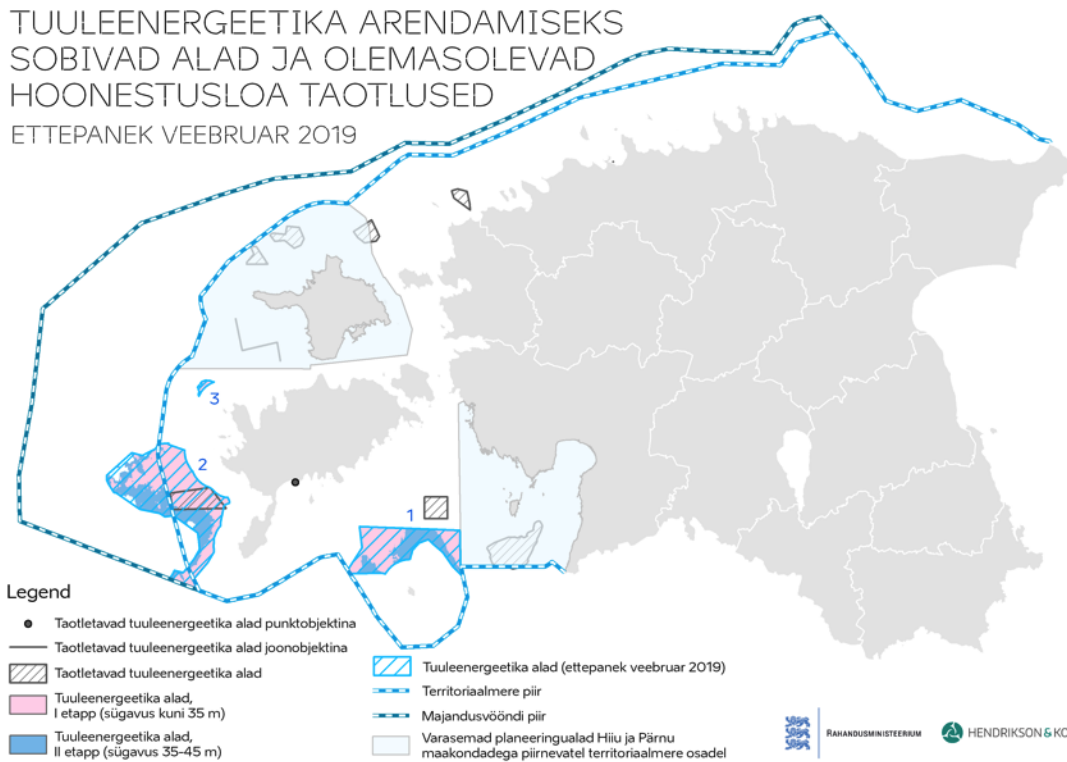 TUULEENERGEETIKA ARENDAMISEKS
SOBIVAD ALAD JA OLEMASOLEVAD
HOONESTUSLOA TAOTLUSED
ETTEPANEK VEEBRUAR 2019
3
2
1
Legend
Taotletavad tuuleenergeetika alad punktobjektina
Taotletavad tuuleenergeetika alad joonobjektina
Taotletavad tuuleenergeetika alad
Tuuleenergeetika alad,
I etapp (sügavus kuni 35 m)
Tuuleenergeetika alad,
II etapp (sügavus 35-45 m)
Tuuleenergeetika alad (ettepanek veebruar 2019)
Territoriaalmere piir
Majandusvööndi piir
Varasemad planeeringualad Hiiu ja Pärnu
maakondadega piirnevatel territoriaalmere osadel
RAHANDUSMINISTEERIUM
HENDRIKSON & KO